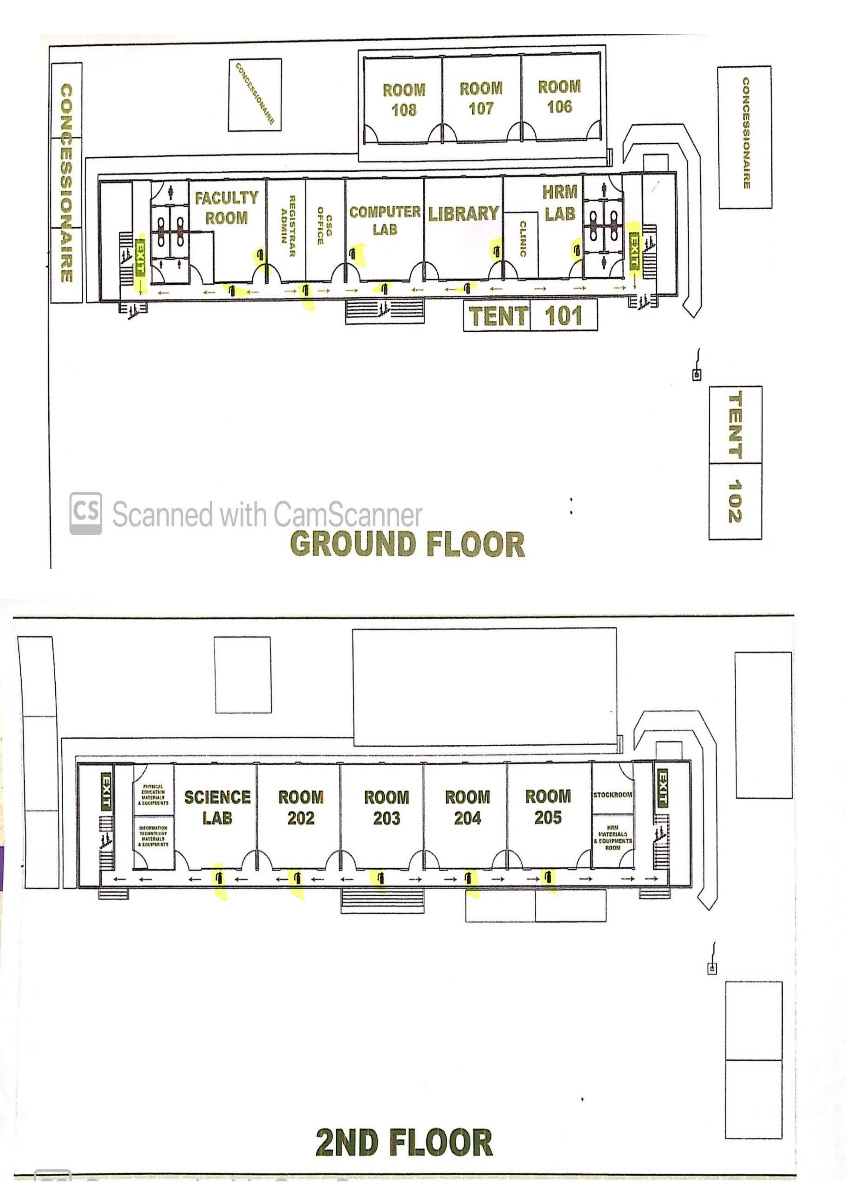 CONCESSIONAIRE
CONCESSIONAIRE
ROOM
108
ROOM
107
ROOM
106
CONCESSIONAIRE
EXIT
FACULTY
ROOM
REGISTRAR
ADMIN
CSG
OFFICE
COMPUTER
LAB
LIBRARY
CLINIC
HRM
LAB
EXIT
TENT 101
TENT 102
CS Scanned with CamScanner
GROUND FLOOR
EXIT
PHYSICAL
EDUCATION
MATERIALS
& EQUIPMENTS
INFORMATION
TECHNOLOGY
MATERIALS
& EQUIPMENTS
SCIENCE
LAB
ROOM
202
ROOM
203
ROOM
204
ROOM
205
STOCKROOM
HRM
MATERIALS
& EQUIPMENTS
ROOM
EXIT
2ND FLOOR